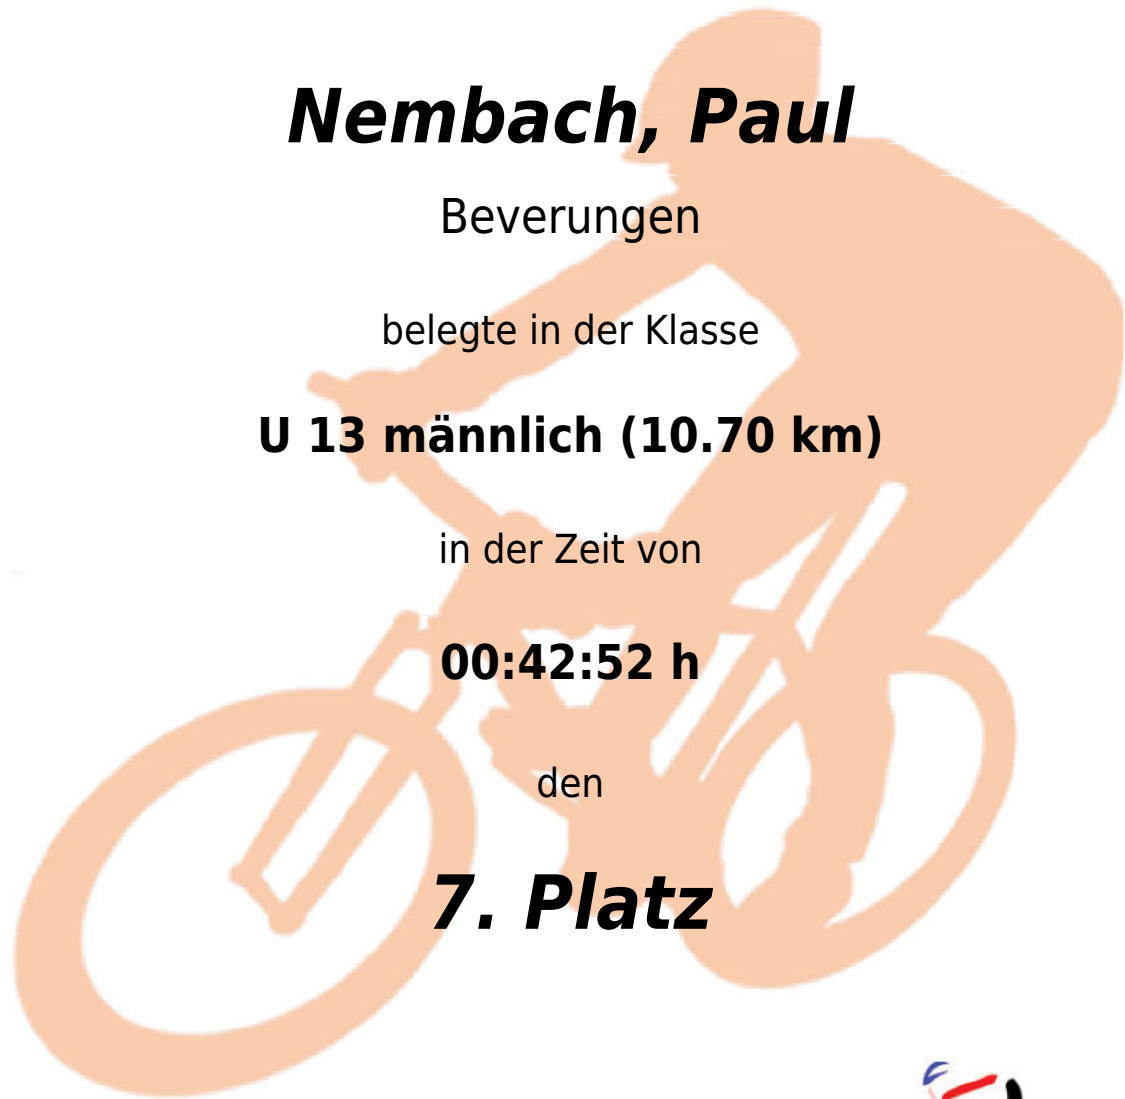 Nembach, Paul
Beverungen
belegte in der Klasse
U 13 männlich (10.70 km)
in der Zeit von
00:42:52 h
den
7. Platz